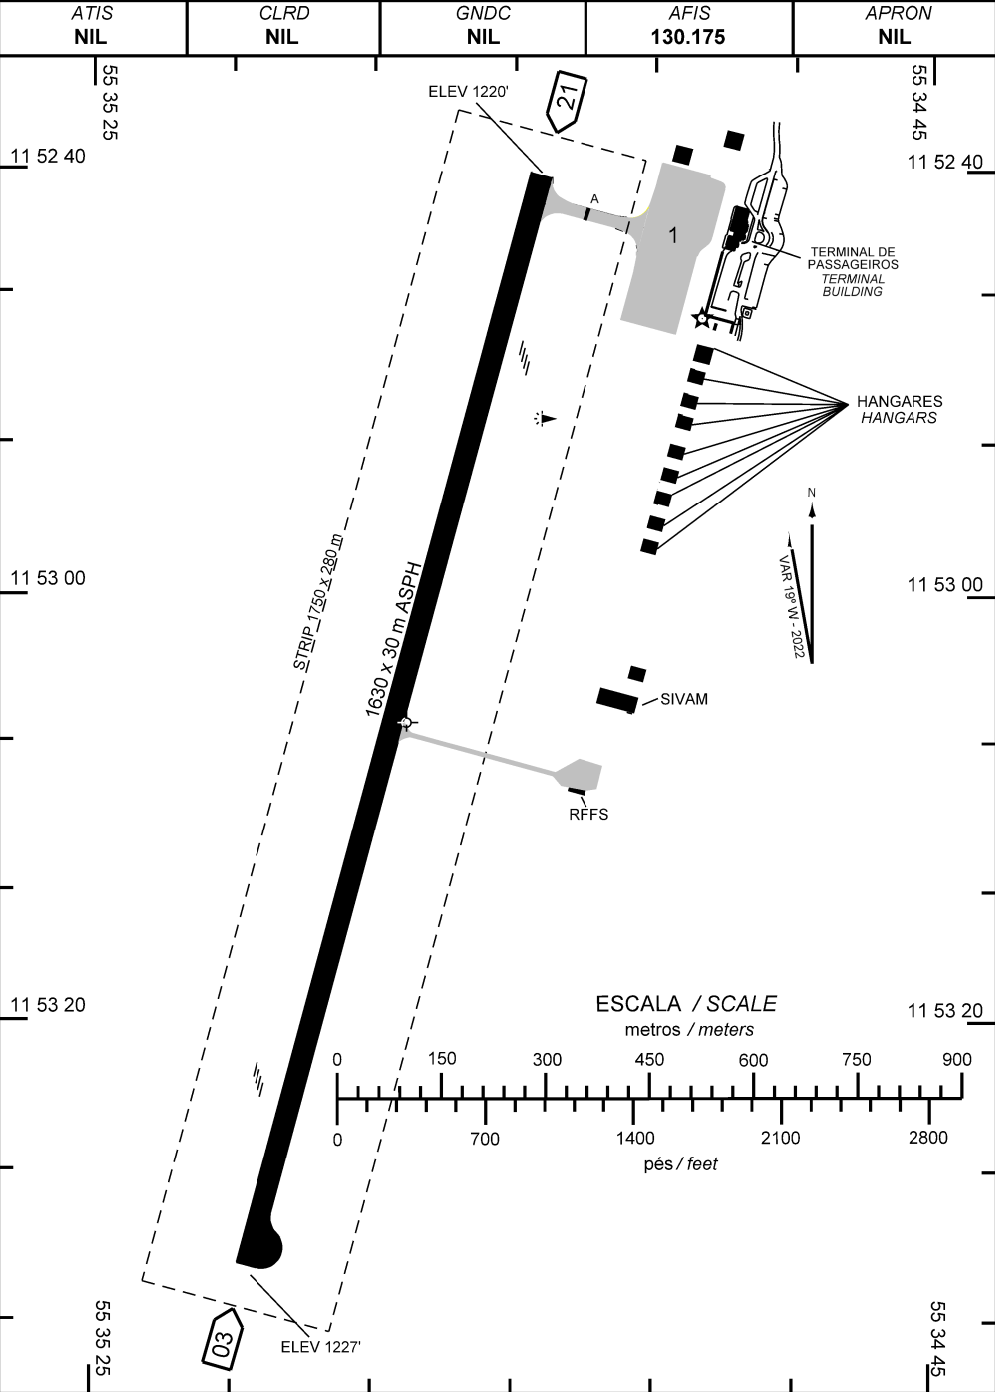 ATIS
NIL
CLRD
NIL
GNDC
NIL
AFIS
130.175
APRON
NIL
55 35 25
55 34 45
ELEV 1220'
21
11 52 40
11 52 40
A
1
TERMINAL DE
PASSAGEIROS
TERMINAL
BUILDING
HANGARES
HANGARS
N
VAR 19º W - 2022
STRIP 1750 x 280 m
1630 x 30 m ASPH
11 53 00
11 53 00
SIVAM
RFFS
11 53 20
11 53 20
ESCALA / SCALE
metros / meters
0 150 300 450 600 750 900
0 700 1400 2100 2800
pés / feet
03
ELEV 1227'
55 35 25
55 34 45